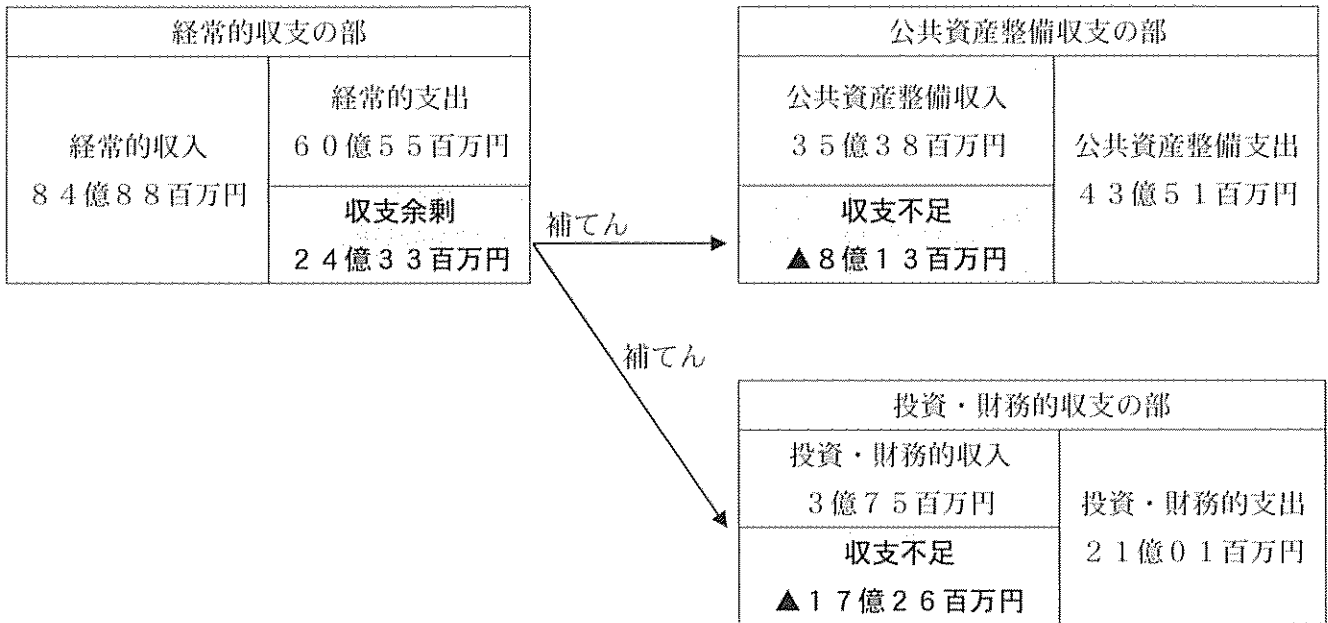 経常的収支の部
経常的収入
84億88百万円
経常的支出
60億55百万円
収支余剰
24億33百万円
補てん
補てん
公共資産整備収支の部
公共資産整備収入
35億38百万円
収支不足
▲8億13百万円
公共資産整備支出
43億51百万円
投資・財務的収支の部
投資・財務的収入
3億75百万円
収支不足
▲17億26百万円
投資・財務的支出
21億01百万円